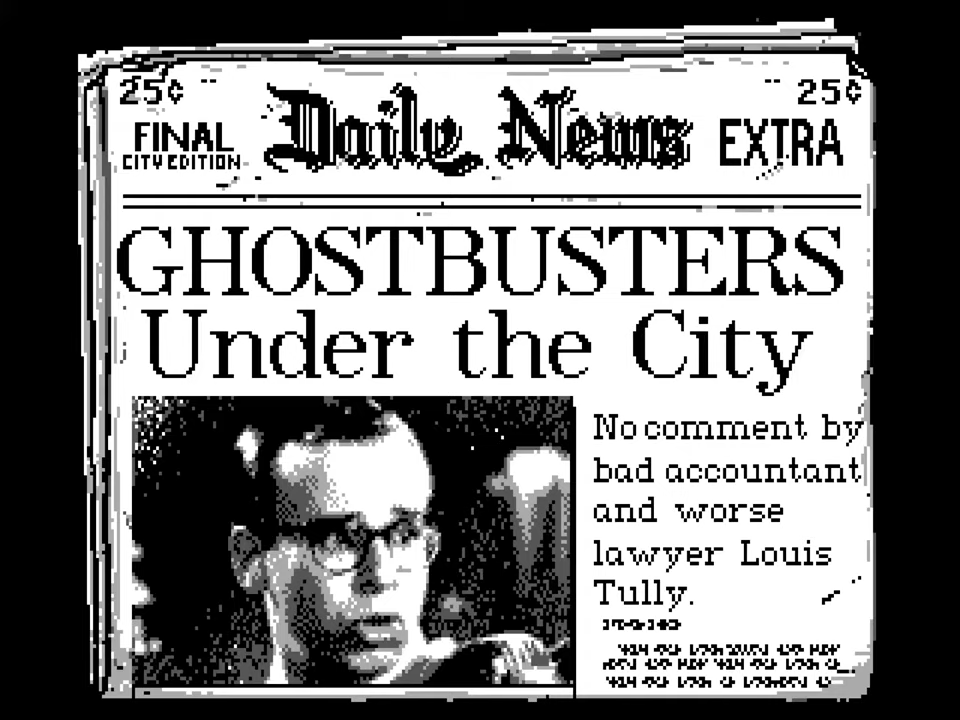 25¢ 25¢
FINAL
CITY EDITION
Daily News
EXTRA
GHOSTBUSTERS
Under the City
No comment by
bad accountant
and worse
lawyer Louis
Tully.